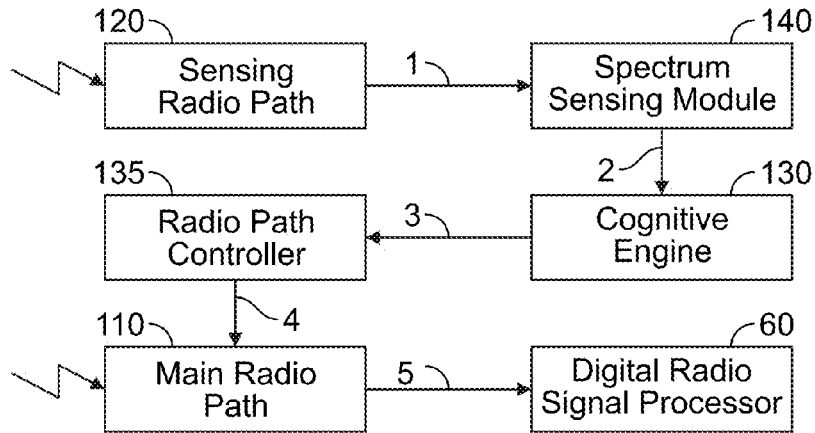 120
140
Sensing
Radio Path
1
Spectrum
Sensing Module
2
135
130
Radio Path
Controller
3
Cognitive
Engine
4
110
60
Main Radio
Path
5
Digital Radio
Signal Processor